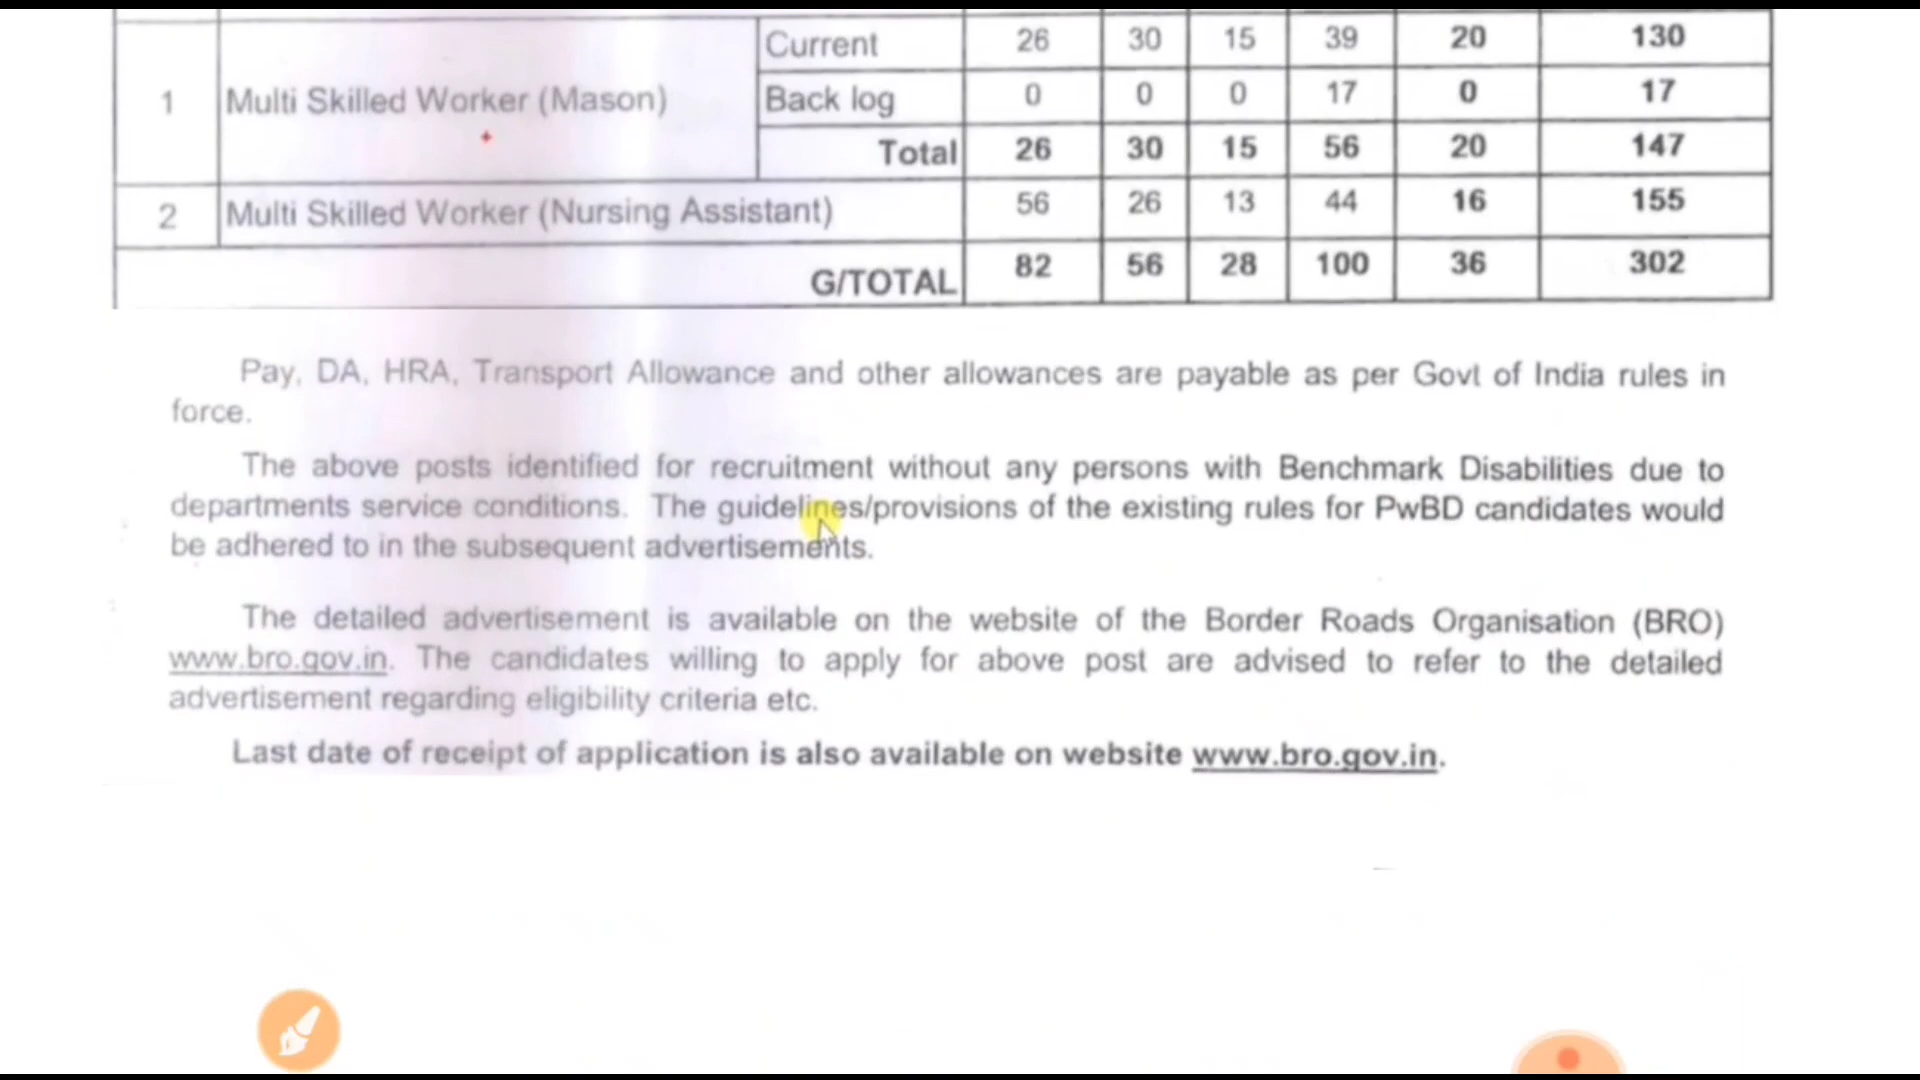 1 Multi Skilled Worker (Mason) Current 26 30 15 39 20 130
Back log 0 0 0 17 0 17
Total 26 30 15 56 20 147
2 Multi Skilled Worker (Nursing Assistant) 56 26 13 44 16 155
G/TOTAL 82 56 28 100 36 302
Pay, DA, HRA, Transport Allowance and other allowances are payable as per Govt of India rules in
force.
The above posts identified for recruitment without any persons with Benchmark Disabilities due to
departments service conditions. The guidelines/provisions of the existing rules for PwBD candidates would
be adhered to in the subsequent advertisements.
The detailed advertisement is available on the website of the Border Roads Organisation (BRO)
www.bro.gov.in. The candidates willing to apply for above post are advised to refer to the detailed
advertisement regarding eligibility criteria etc.
Last date of receipt of application is also available on website www.bro.gov.in.